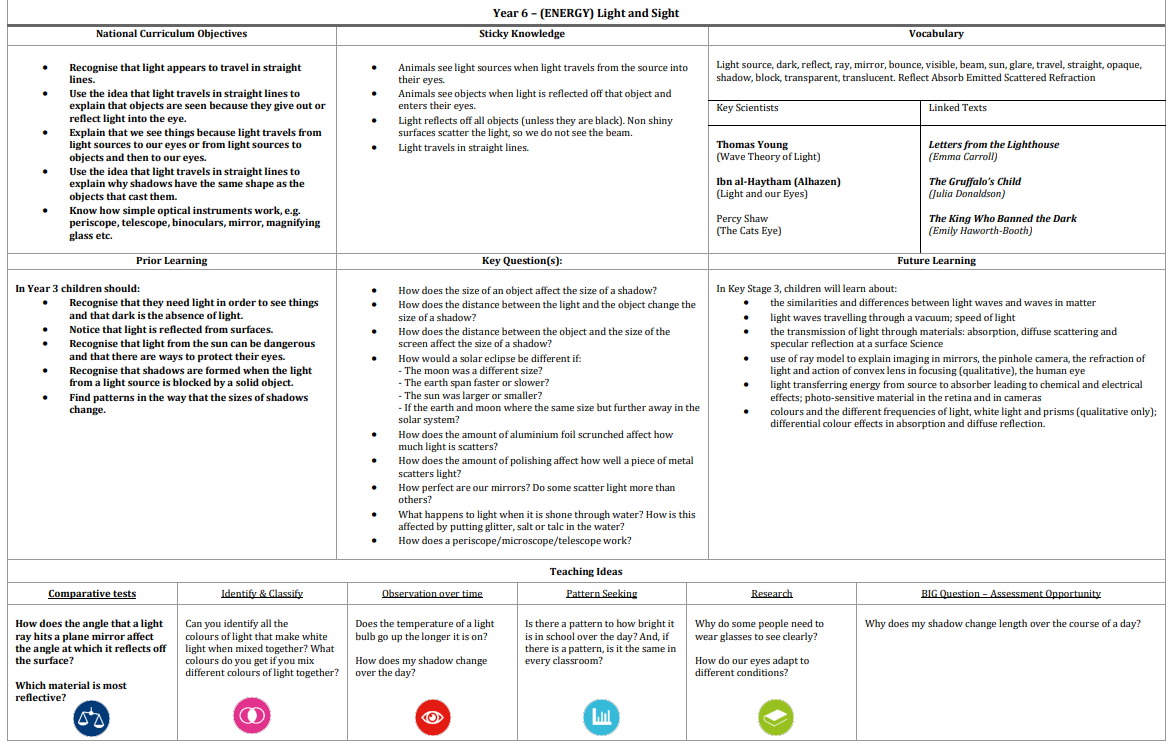 Year 6 – (ENERGY) Light and Sight
National Curriculum Objectives
• Recognise that light appears to travel in straight
lines.
• Use the idea that light travels in straight lines to
explain that objects are seen because they give out or
reflect light into the eye.
• Explain that we see things because light travels from
light sources to our eyes or from light sources to
objects and then to our eyes.
• Use the idea that light travels in straight lines to
explain why shadows have the same shape as the
objects that cast them.
• Know how simple optical instruments work, e.g.
periscope, telescope, binoculars, mirror, magnifying
glass etc.
Sticky Knowledge
• Animals see light sources when light travels from the source into
their eyes.
• Animals see objects when light is reflected off that object and
enters their eyes.
• Light reflects off all objects (unless they are black). Non shiny
surfaces scatter the light, so we do not see the beam.
• Light travels in straight lines.
Vocabulary
Light source, dark, reflect, ray, mirror, bounce, visible, beam, sun, glare, travel, straight, opaque,
shadow, block, transparent, translucent. Reflect Absorb Emitted Scattered Refraction
Key Scientists
Thomas Young
(Wave Theory of Light)
Ibn al-Haytham (Alhazen)
(Light and our Eyes)
Percy Shaw
(The Cats Eye)
Linked Texts
Letters from the Lighthouse
(Emma Carroll)
The Gruffalo's Child
(Julia Donaldson)
The King Who Banned the Dark
(Emily Haworth-Booth)
Prior Learning
In Year 3 children should:
• Recognise that they need light in order to see things
and that dark is the absence of light.
• Notice that light is reflected from surfaces.
• Recognise that light from the sun can be dangerous
and that there are ways to protect their eyes.
• Recognise that shadows are formed when the light
from a light source is blocked by a solid object.
• Find patterns in the way that the sizes of shadows
change.
Key Question(s):
• How does the size of an object affect the size of a shadow?
• How does the distance between the light and the object change the
size of a shadow?
• How does the distance between the object and the size of the
screen affect the size of a shadow?
• How would a solar eclipse be different if:
- The moon was a different size?
- The earth span faster or slower?
- The sun was larger or smaller?
- If the earth and moon where the same size but further away in the
solar system?
• How does the amount of aluminium foil scrunched affect how
much light is scatters?
• How does the amount of polishing affect how well a piece of metal
scatters light?
• How perfect are our mirrors? Do some scatter light more than
others?
• What happens to light when it is shone through water? How is this
affected by putting glitter, salt or talc in the water?
• How does a periscope/microscope/telescope work?
Future Learning
In Key Stage 3, children will learn about:
• the similarities and differences between light waves and waves in matter
• light waves travelling through a vacuum; speed of light
• the transmission of light through materials: absorption, diffuse scattering and
specular reflection at a surface Science
• use of ray model to explain imaging in mirrors, the pinhole camera, the refraction of
light and action of convex lens in focusing (qualitative), the human eye
• light transferring energy from source to absorber leading to chemical and electrical
effects; photo-sensitive material in the retina and in cameras
• colours and the different frequencies of light, white light and prisms (qualitative only);
differential colour effects in absorption and diffuse reflection.
Teaching Ideas
Comparative tests
How does the angle that a light
ray hits a plane mirror affect
the angle at which it reflects off
the surface?
Which material is most
reflective?
Identify & Classify
Can you identify all the
colours of light that make white
light when mixed together? What
colours do you get if you mix
different colours of light together?
Observation over time
Does the temperature of a light
bulb go up the longer it is on?
How does my shadow change
over the day?
Pattern Seeking
Is there a pattern to how bright it
is in school over the day? And, if
there is a pattern, is it the same in
every classroom?
Research
Why do some people need to
wear glasses to see clearly?
How do our eyes adapt to
different conditions?
BIG Question – Assessment Opportunity
Why does my shadow change length over the course of a day?